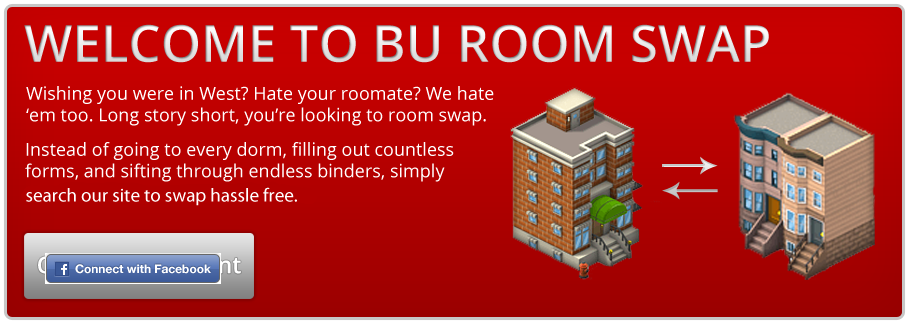 WELCOME TO BU ROOM SWAP
Wishing you were in West? Hate your roomate? We hate
‘em too. Long story short, you’re looking to room swap.
Instead of going to every dorm, filling out countless
forms, and sifting through endless binders, simply
search our site to swap hassle free.
f Connect with Facebook